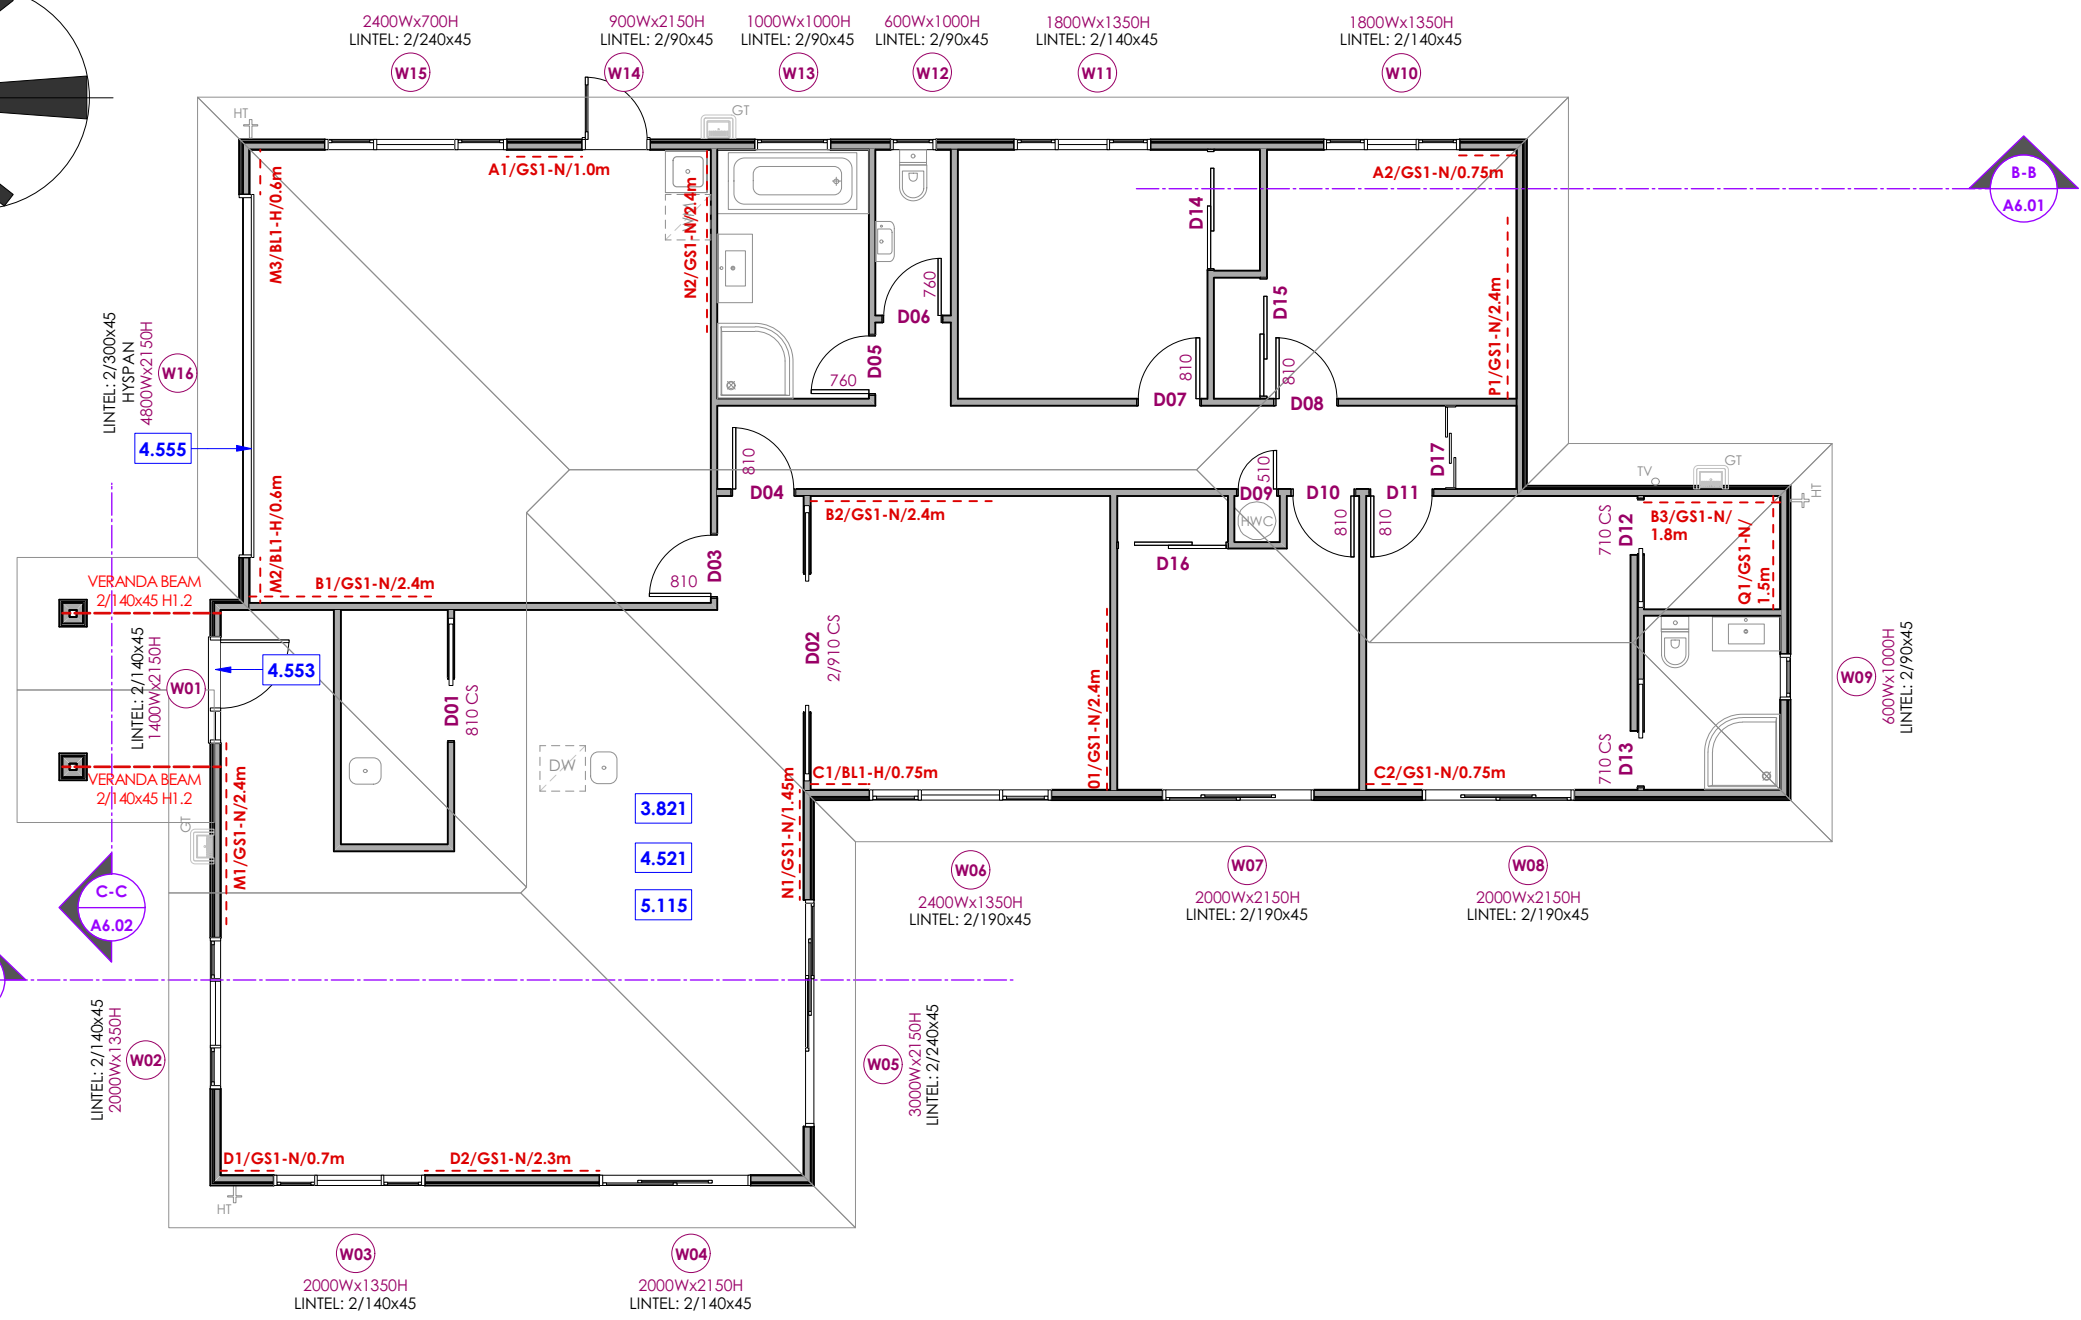 2400Wx700H
LINTEL: 2/240x45
W15
900Wx2150H
LINTEL: 2/90x45
W14
1000Wx1000H
LINTEL: 2/90x45
W13
600Wx1000H
LINTEL: 2/90x45
W12
1800Wx1350H
LINTEL: 2/140x45
W11
1800Wx1350H
LINTEL: 2/140x45
W10
HT
GT
A1/GS1-N/1.0m
A2/GS1-N/0.75m
M3/BL1-H/0.6m
N2/GS1-N/2.4m
D14
B-B
A6.01
D15
P1/GS1-N/2.4m
760
D06
D05
760
810
D07
810
D08
LINTEL: 2/300x45
HYSPAN
4800Wx2150H
W16
4.555
810
D04
510
D09
HWC
D10
810
D11
810
D17
TV
GT
HT
B2/GS1-N/2.4m
710 CS
D12
B3/GS1-N/
1.8m
Q1/GS1-N/
1.5m
M2/BL1-H/0.6m
B1/GS1-N/2.4m
810
D03
D16
VERANDA BEAM
2/140x45 H1.2
LINTEL: 2/140x45
1400Wx2150H
W01
4.553
D01
810 CS
D02
2/910 CS
01/GS1-N/2.4m
W09
600Wx1000H
LINTEL: 2/90x45
VERANDA BEAM
2/140x45 H1.2
GT
M1/GS1-N/2.4m
DW
3.821
4.521
5.115
N1/GS1-N/1.45m
C1/BL1-H/0.75m
C2/GS1-N/0.75m
710 CS
D13
C-C
A6.02
W06
2400Wx1350H
LINTEL: 2/190x45
W07
2000Wx2150H
LINTEL: 2/190x45
W08
2000Wx2150H
LINTEL: 2/190x45
LINTEL: 2/140x45
2000Wx1350H
W02
W05
3000Wx2150H
LINTEL: 2/240x45
D1/GS1-N/0.7m
D2/GS1-N/2.3m
HT
W03
2000Wx1350H
LINTEL: 2/140x45
W04
2000Wx2150H
LINTEL: 2/140x45